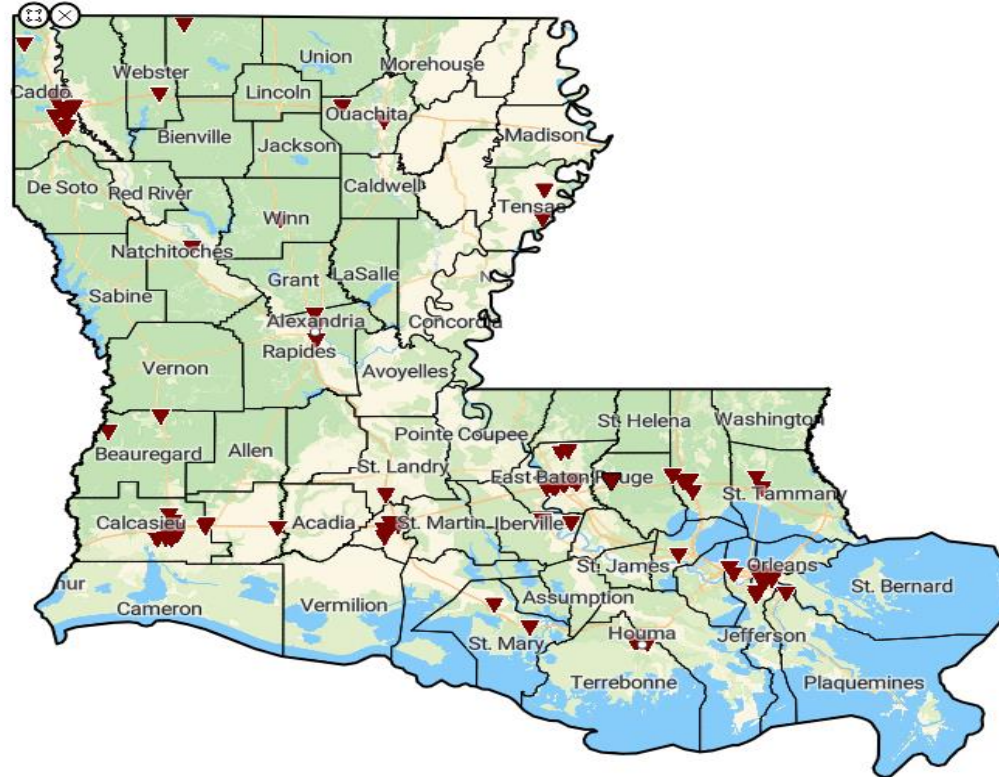 Union
Morehouse
Webster
Caddo
Lincoln
Ouachita
Bienville
Jackson
Madison
De Soto
Red River
Caldwell
Tensas
Winn
Natchitoches
Grant
LaSalle
N
Sabine
Alexandria
Concordia
Rapides
Vernon
Avoyelles
St. Helena
Washington
Pointe Coupee
Beauregard
Allen
St. Landry
East Baton Rouge
St. Tammany
Calcasieu
Acadia
St. Martin
Iberville
St. James
Orleans
hur
St. Bernard
Cameron
Vermilion
Assumption
St. Mary
Houma
Jefferson
Terrebonne
Plaquemines